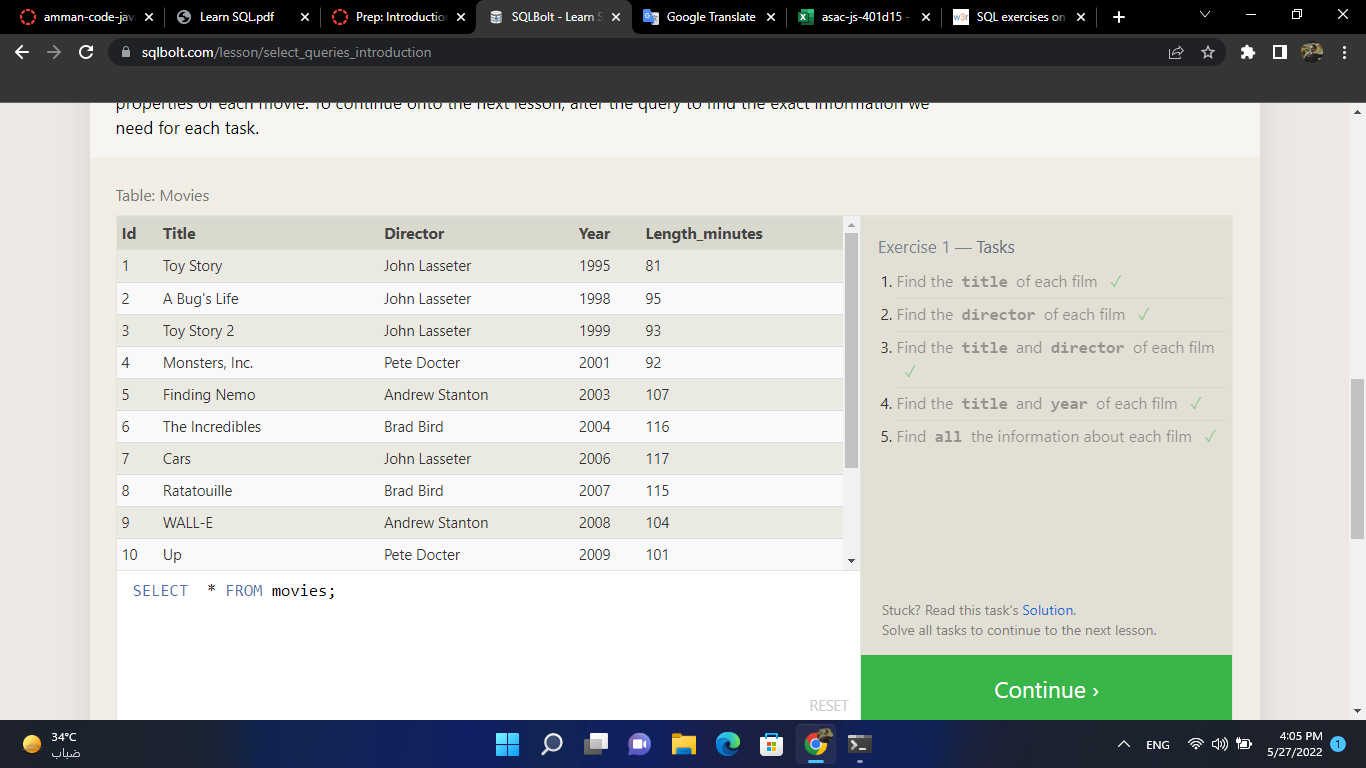 amman-code-jav
Learn SQL.pdf
Prep: Introductio
SQLBolt - Learn S
Google Translate
asac-js-401d15 -
w3r
SQL exercises on
sqlbolt.com/lesson/select_queries_introduction
properties of each movie. To continue onto the next lesson, alter the query to find the exact information we
need for each task.
Table: Movies
Id Title Director Year Length_minutes
1 Toy Story John Lasseter 1995 81
2 A Bug's Life John Lasseter 1998 95
3 Toy Story 2 John Lasseter 1999 93
4 Monsters, Inc. Pete Docter 2001 92
5 Finding Nemo Andrew Stanton 2003 107
6 The Incredibles Brad Bird 2004 116
7 Cars John Lasseter 2006 117
8 Ratatouille Brad Bird 2007 115
9 WALL-E Andrew Stanton 2008 104
10 Up Pete Docter 2009 101
SELECT * FROM movies;
RESET
Exercise 1 — Tasks
1. Find the title of each film ✓
2. Find the director of each film ✓
3. Find the title and director of each film
✓
4. Find the title and year of each film ✓
5. Find all the information about each film ✓
Stuck? Read this task's Solution.
Solve all tasks to continue to the next lesson.
Continue ›
34°C
ضباب
ENG
4:05 PM
5/27/2022
1